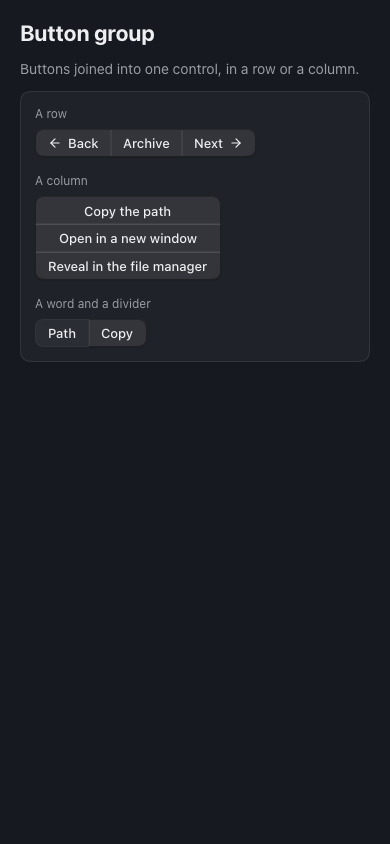 Button group
Buttons joined into one control, in a row or a column.
A row
← Back Archive Next →
A column
Copy the path
Open in a new window
Reveal in the file manager
A word and a divider
Path Copy